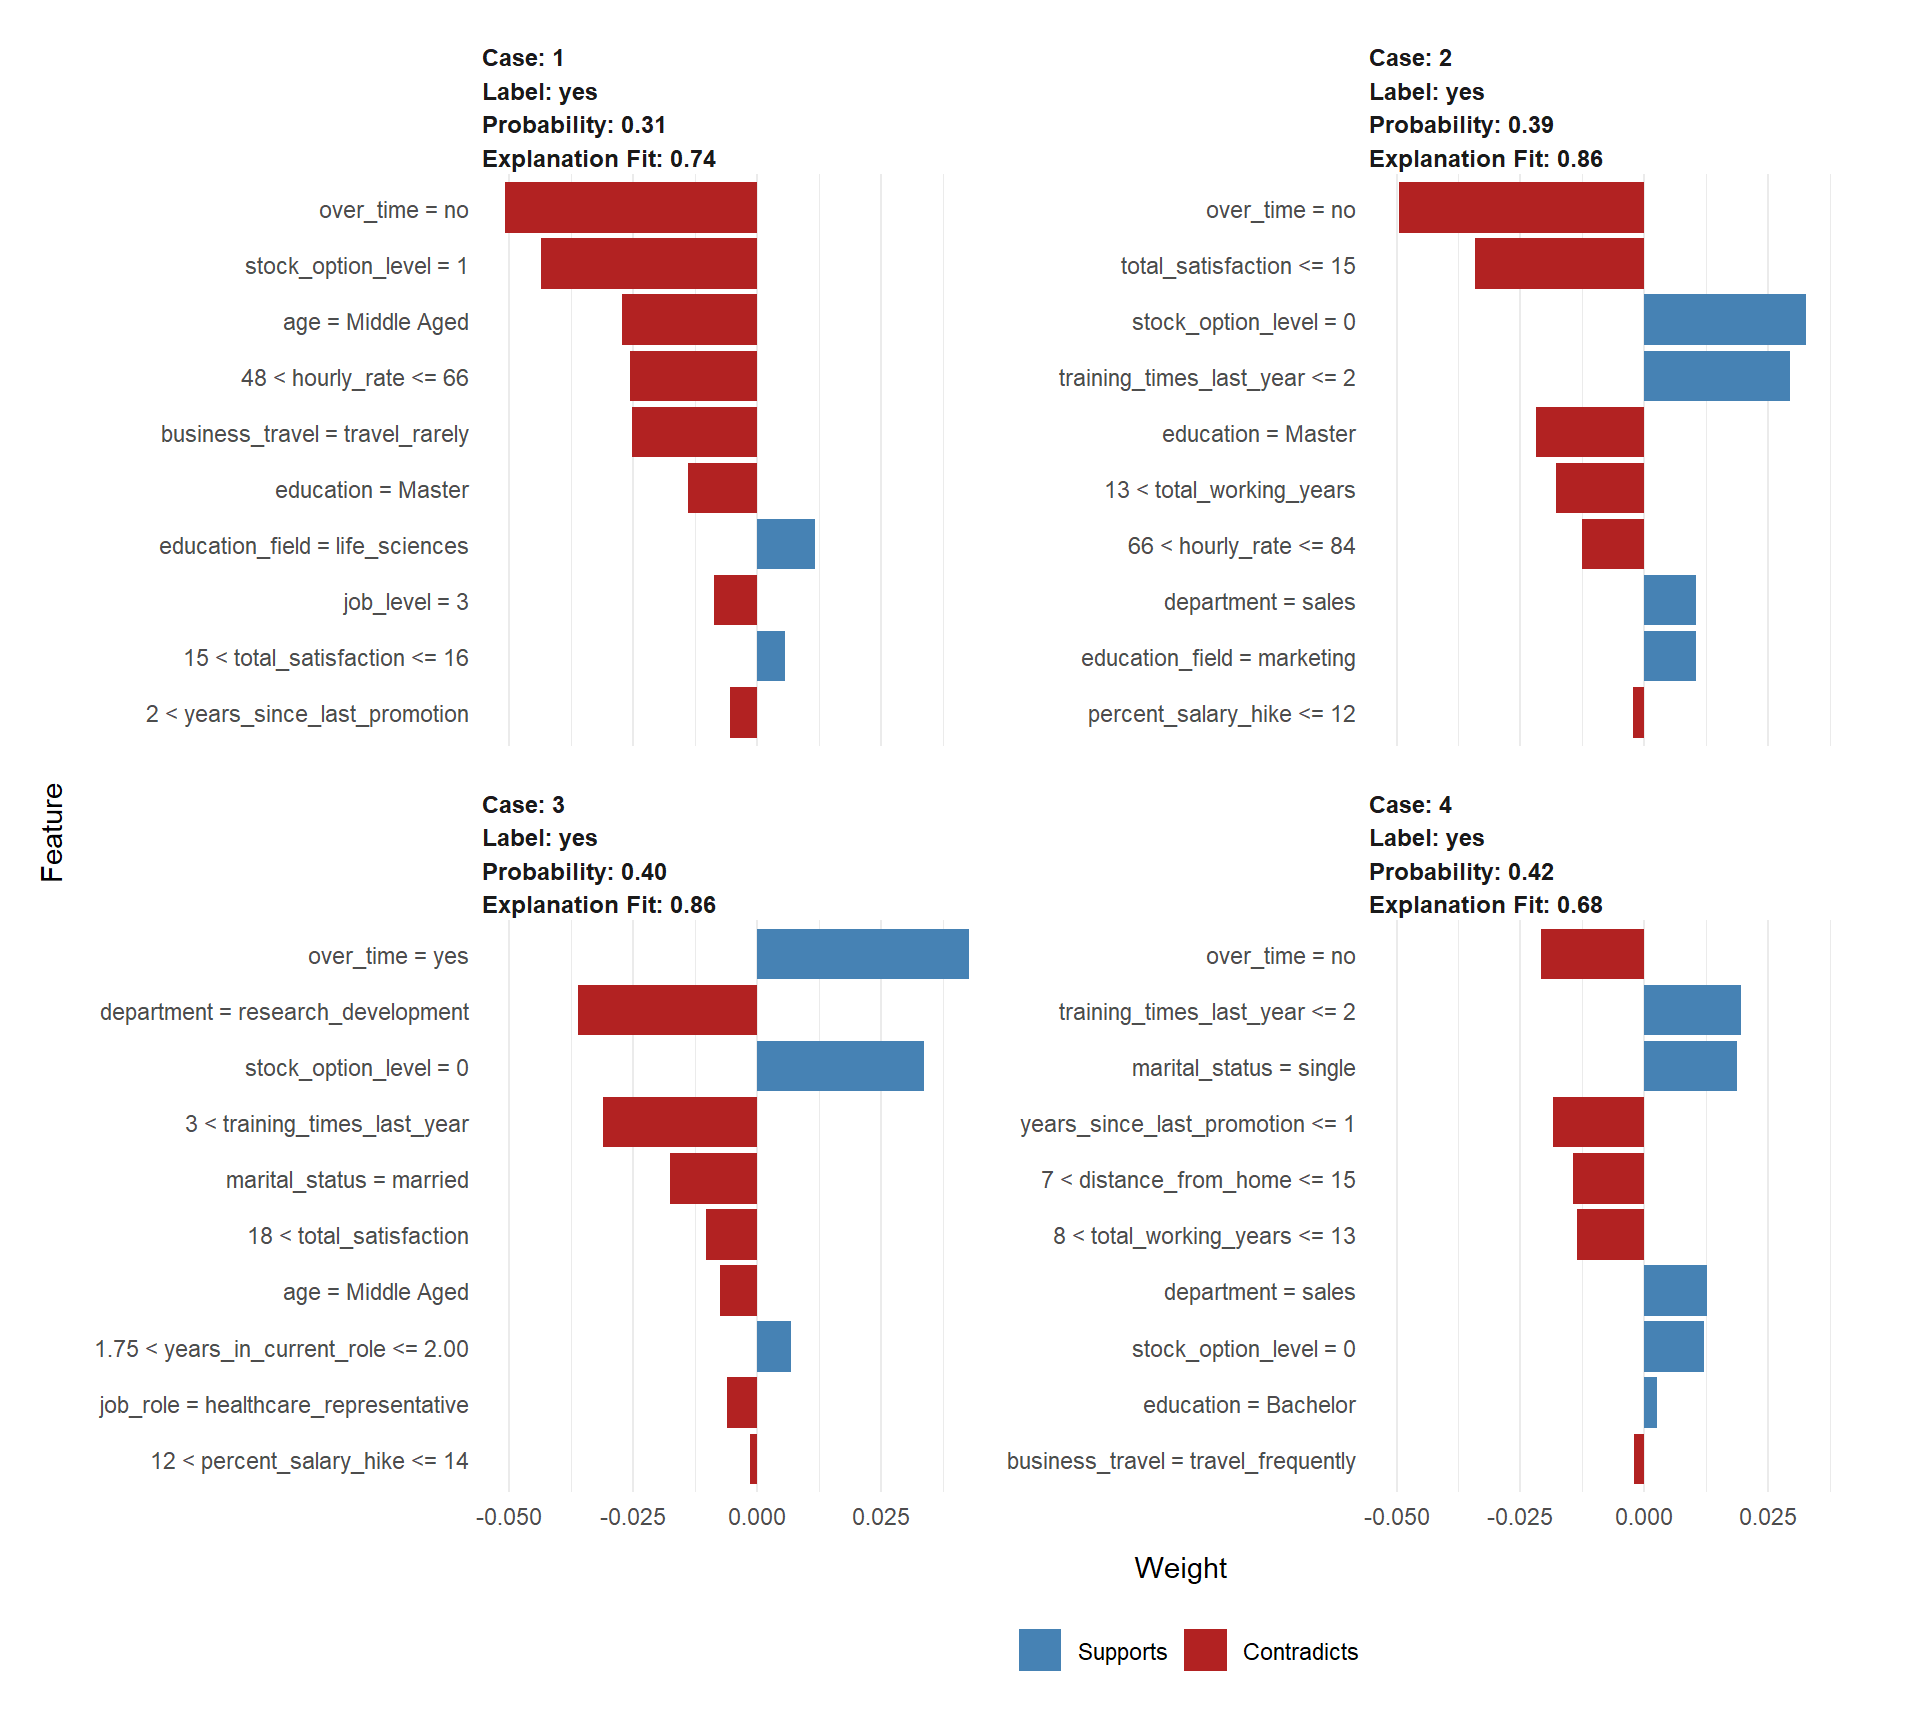 Case: 1
Label: yes
Probability: 0.31
Explanation Fit: 0.74
over_time = no
stock_option_level = 1
age = Middle Aged
48 < hourly_rate <= 66
business_travel = travel_rarely
education = Master
education_field = life_sciences
job_level = 3
15 < total_satisfaction <= 16
2 < years_since_last_promotion
Case: 2
Label: yes
Probability: 0.39
Explanation Fit: 0.86
over_time = no
total_satisfaction <= 15
stock_option_level = 0
training_times_last_year <= 2
education = Master
13 < total_working_years
66 < hourly_rate <= 84
department = sales
education_field = marketing
percent_salary_hike <= 12
Feature
Case: 3
Label: yes
Probability: 0.40
Explanation Fit: 0.86
over_time = yes
department = research_development
stock_option_level = 0
3 < training_times_last_year
marital_status = married
18 < total_satisfaction
age = Middle Aged
1.75 < years_in_current_role <= 2.00
job_role = healthcare_representative
12 < percent_salary_hike <= 14
-0.050 -0.025 0.000 0.025
Case: 4
Label: yes
Probability: 0.42
Explanation Fit: 0.68
over_time = no
training_times_last_year <= 2
marital_status = single
years_since_last_promotion <= 1
7 < distance_from_home <= 15
8 < total_working_years <= 13
department = sales
stock_option_level = 0
education = Bachelor
business_travel = travel_frequently
-0.050 -0.025 0.000 0.025
Weight
Supports Contradicts